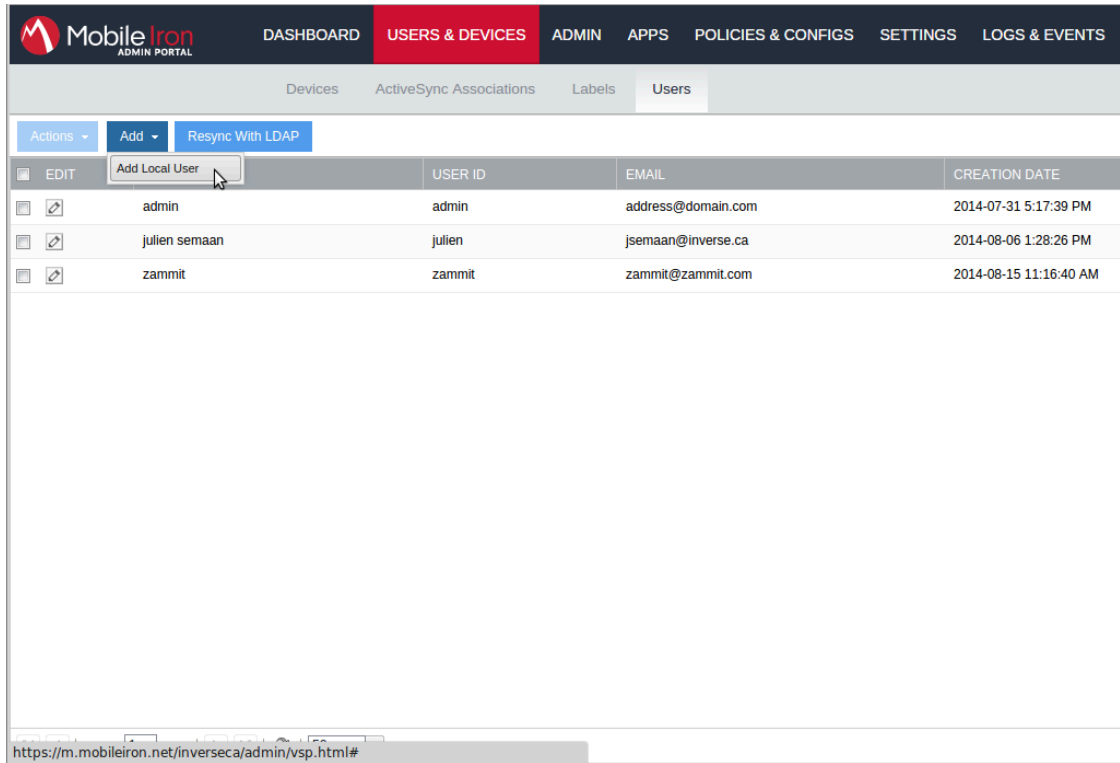 MobileIron
ADMIN PORTAL
DASHBOARD USERS & DEVICES ADMIN APPS POLICIES & CONFIGS SETTINGS LOGS & EVENTS
Devices ActiveSync Associations Labels Users
Actions Add Resync With LDAP
Add Local User
EDIT USER ID EMAIL CREATION DATE
admin admin address@domain.com 2014-07-31 5:17:39 PM
julien semaan julien jsemaan@inverse.ca 2014-08-06 1:28:26 PM
zammit zammit zammit@zammit.com 2014-08-15 11:16:40 AM
https://m.mobileiron.net/inverseca/admin/vsp.html#